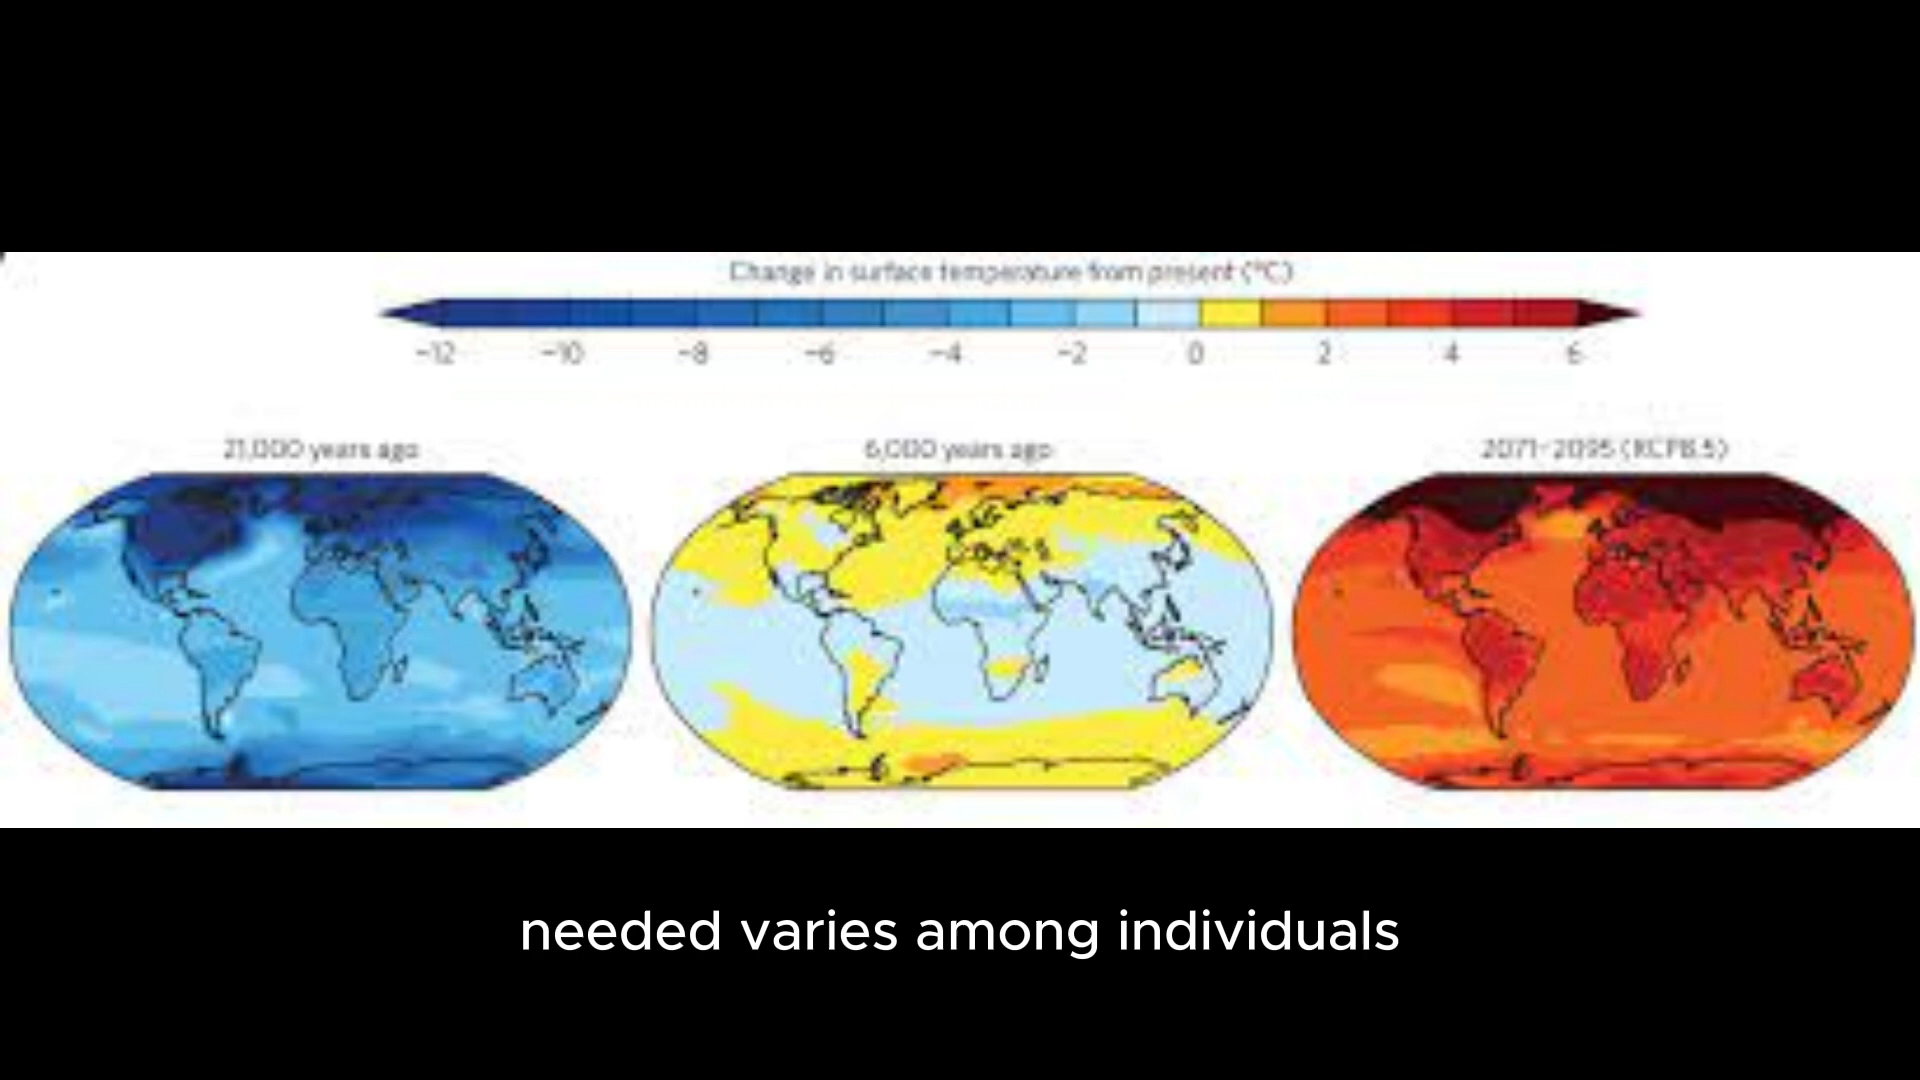 Change in surface temperature from present (°C)
−12 −10 −8 −6 −4 −2 0 2 4 6
21,000 years ago 6,000 years ago 2071–2095 (RCP8.5)
needed varies among individuals